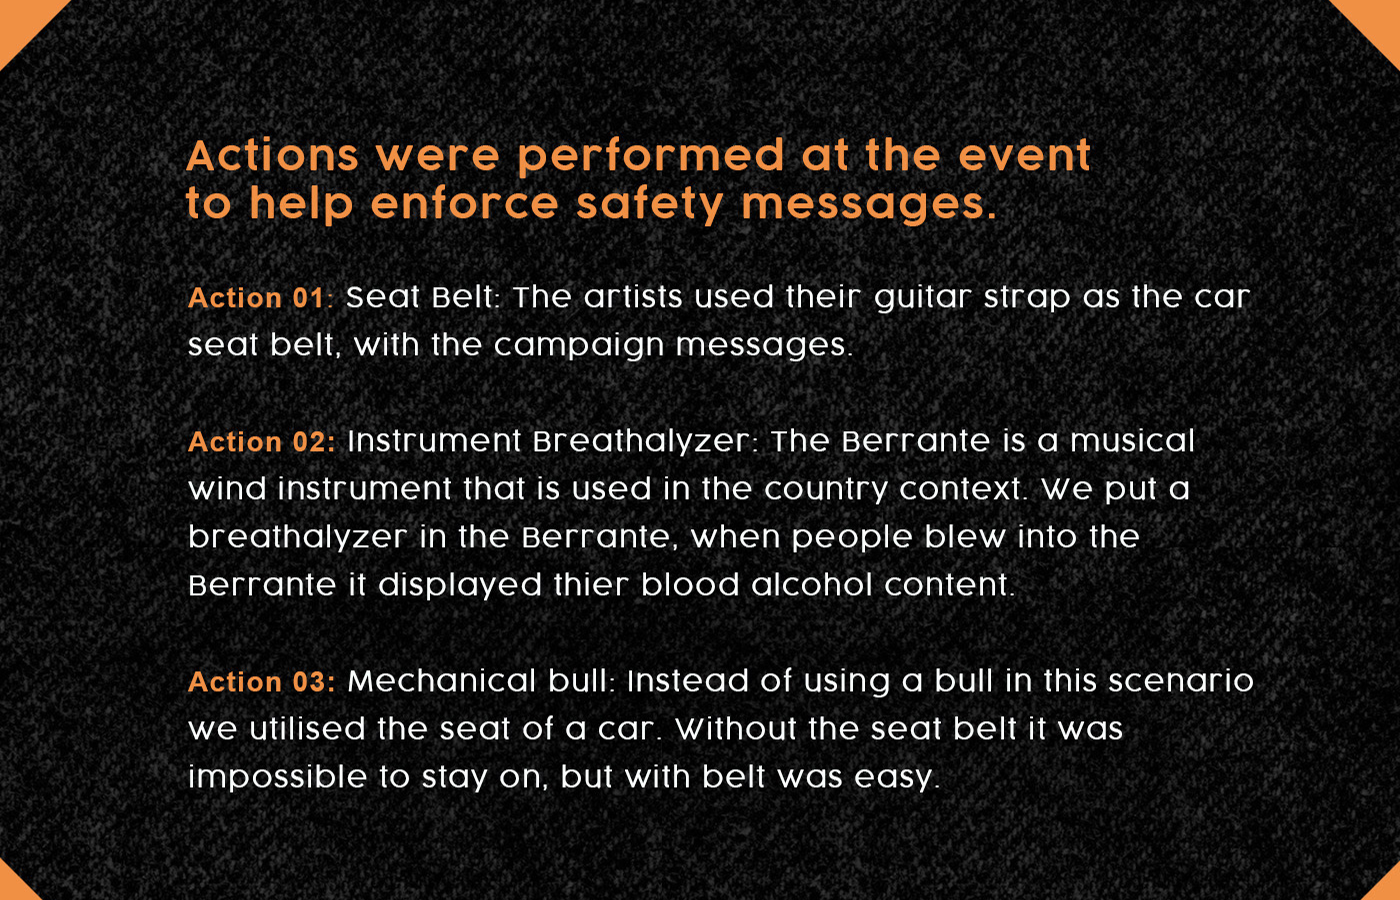 Actions were performed at the event
to help enforce safety messages.
Action 01: Seat Belt: The artists used their guitar strap as the car
seat belt, with the campaign messages.
Action 02: Instrument Breathalyzer: The Berrante is a musical
wind instrument that is used in the country context. We put a
breathalyzer in the Berrante, when people blew into the
Berrante it displayed thier blood alcohol content.
Action 03: Mechanical bull: Instead of using a bull in this scenario
we utilised the seat of a car. Without the seat belt it was
impossible to stay on, but with belt was easy.